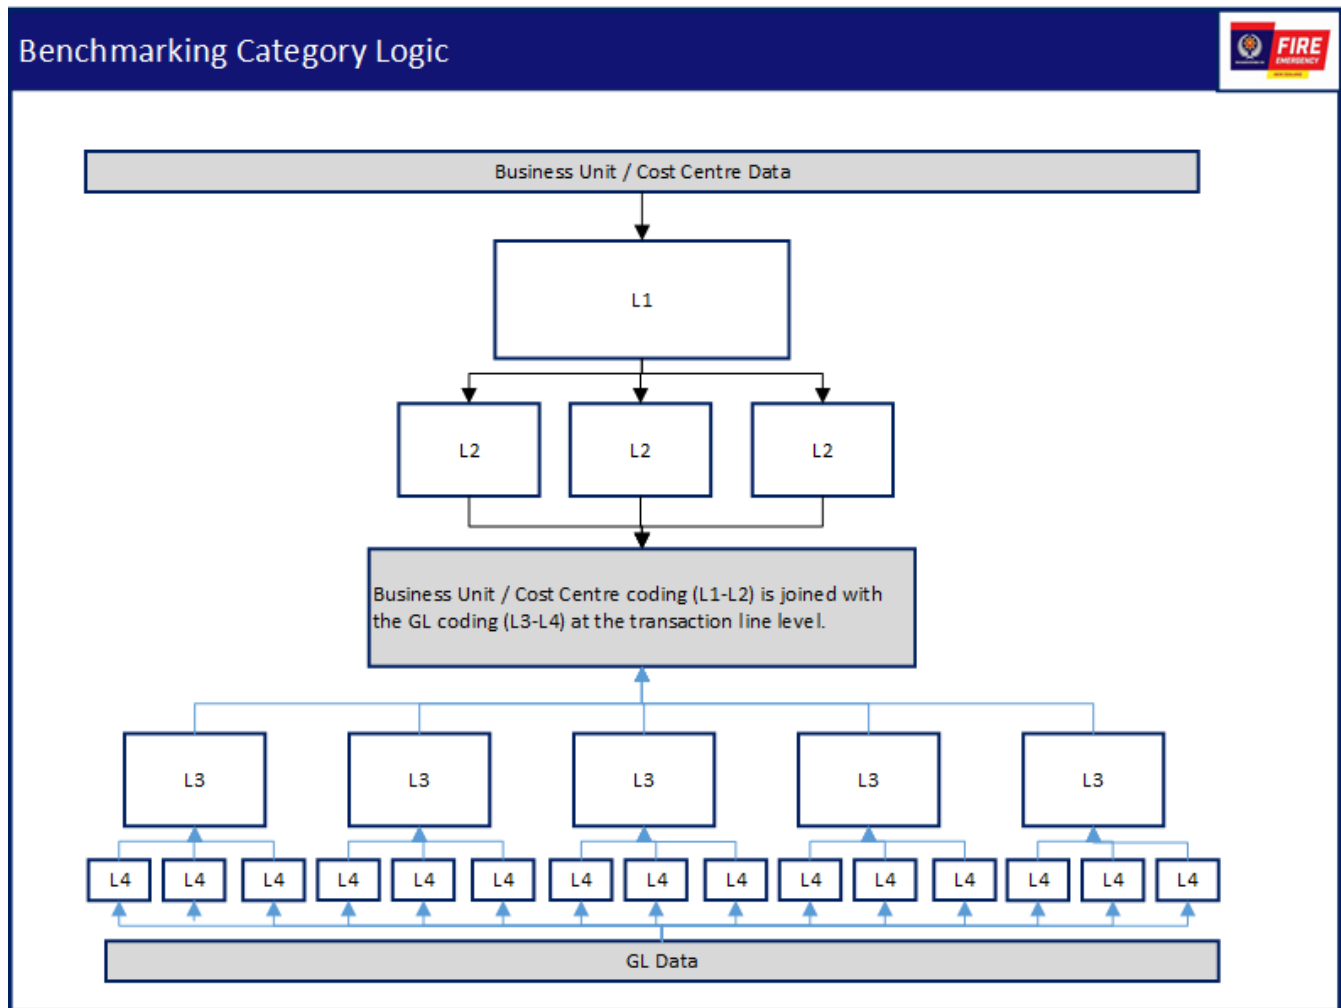 Benchmarking Category Logic
FIRE
EMERGENCY
NEW ZEALAND
Business Unit / Cost Centre Data
L1
L2 L2 L2
Business Unit / Cost Centre coding (L1-L2) is joined with
the GL coding (L3-L4) at the transaction line level.
L3 L3 L3 L3 L3
L4 L4 L4 L4 L4 L4 L4 L4 L4 L4 L4 L4 L4 L4 L4
GL Data